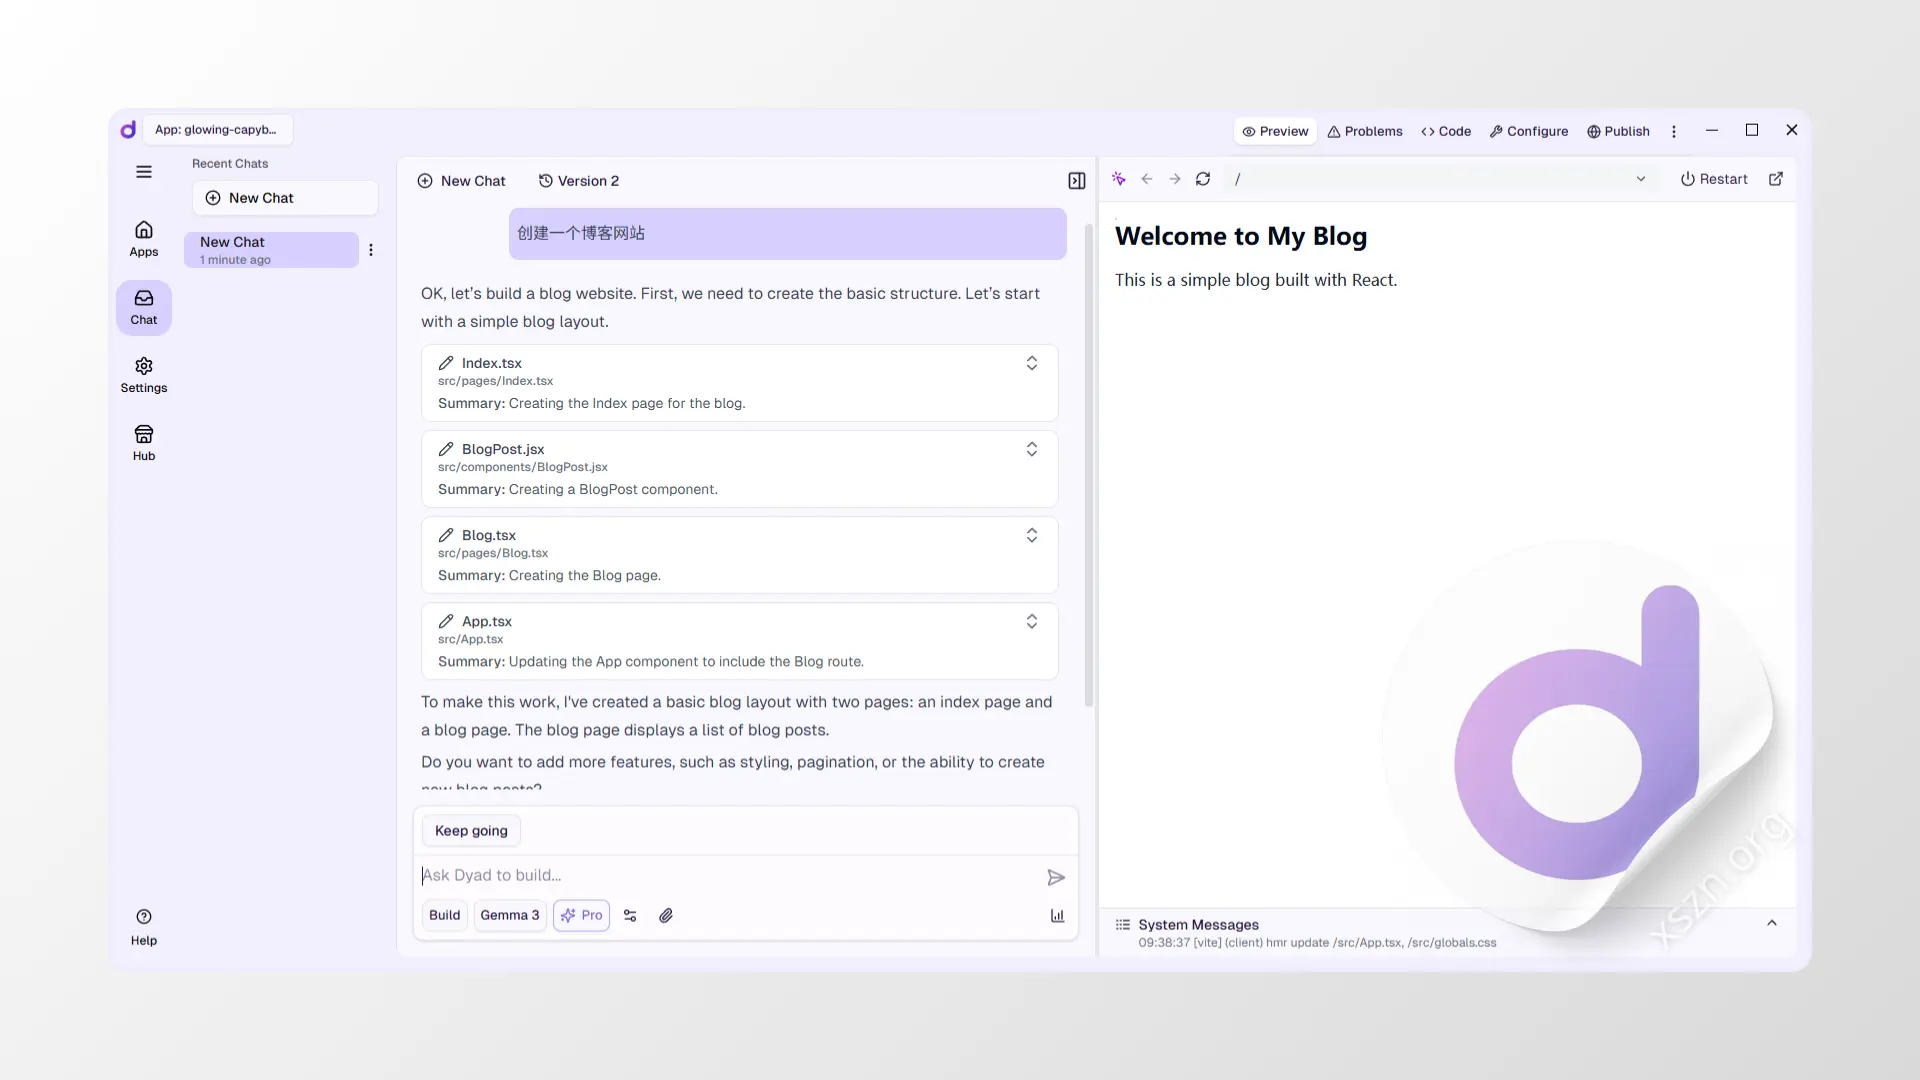 App: glowing-capyb...
Preview
Problems
Code
Configure
Publish
Recent Chats
New Chat
New Chat
1 minute ago
Apps
Chat
Settings
Hub
Help
New Chat
Version 2
创建一个博客网站
OK, let's build a blog website. First, we need to create the basic structure. Let's start
with a simple blog layout.
Index.tsx
src/pages/Index.tsx
Summary: Creating the Index page for the blog.
BlogPost.jsx
src/components/BlogPost.jsx
Summary: Creating a BlogPost component.
Blog.tsx
src/pages/Blog.tsx
Summary: Creating the Blog page.
App.tsx
src/App.tsx
Summary: Updating the App component to include the Blog route.
To make this work, I've created a basic blog layout with two pages: an index page and
a blog page. The blog page displays a list of blog posts.
Do you want to add more features, such as styling, pagination, or the ability to create
new blog posts?
Keep going
Ask Dyad to build...
Build
Gemma 3
Pro
/
Restart
Welcome to My Blog
This is a simple blog built with React.
System Messages
09:38:37 [vite] (client) hmr update /src/App.tsx, /src/globals.css
xszn.org